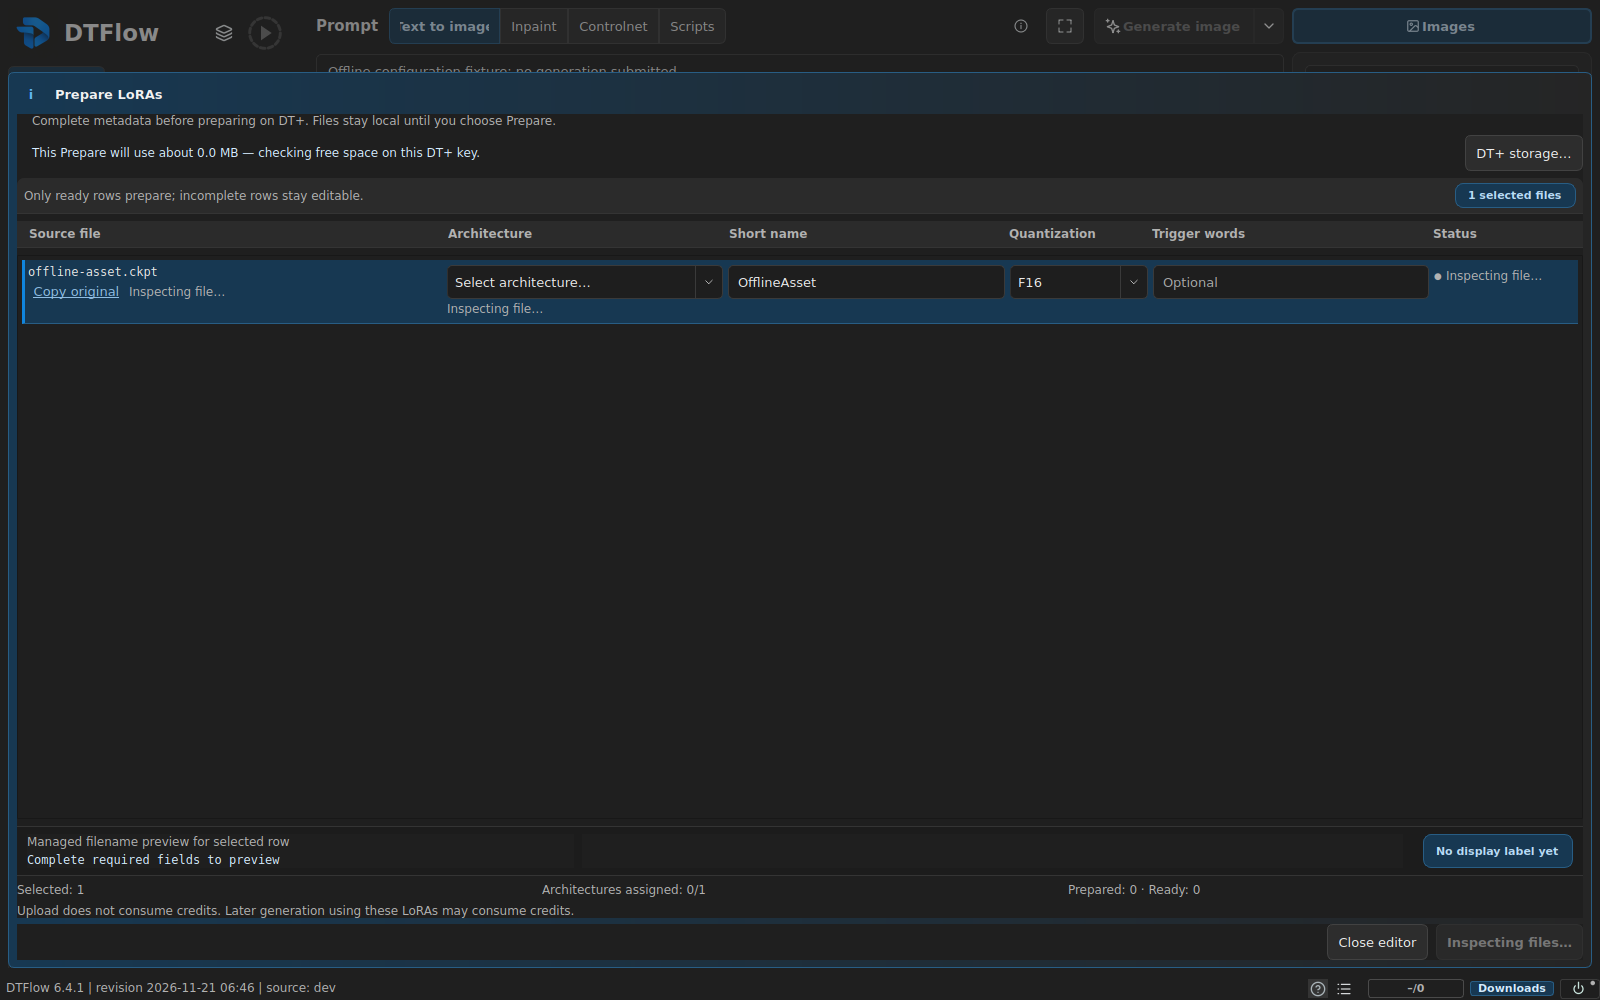 DTFlow
Prompt
Text to image
Inpaint
Controlnet
Scripts
Generate image
Images
Offline configuration fixture: no generation submitted
i Prepare LoRAs
Complete metadata before preparing on DT+. Files stay local until you choose Prepare.
This Prepare will use about 0.0 MB — checking free space on this DT+ key.
DT+ storage...
Only ready rows prepare; incomplete rows stay editable.
1 selected files
Source file
Architecture
Short name
Quantization
Trigger words
Status
offline-asset.ckpt
Copy original
Inspecting file...
Select architecture...
Inspecting file...
OfflineAsset
F16
Optional
● Inspecting file...
Managed filename preview for selected row
Complete required fields to preview
No display label yet
Selected: 1
Architectures assigned: 0/1
Prepared: 0 · Ready: 0
Upload does not consume credits. Later generation using these LoRAs may consume credits.
Close editor
Inspecting files...
DTFlow 6.4.1 | revision 2026-11-21 06:46 | source: dev
-/0
Downloads